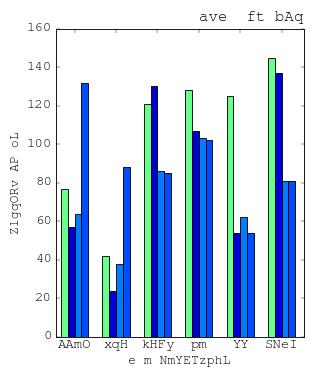 ave  ft bAq
160
140
120
100
80
60
40
20
0
ZlgqORv AP oL
AAmO xqH kHFy pm YY SNeI
e m NmYETzphL